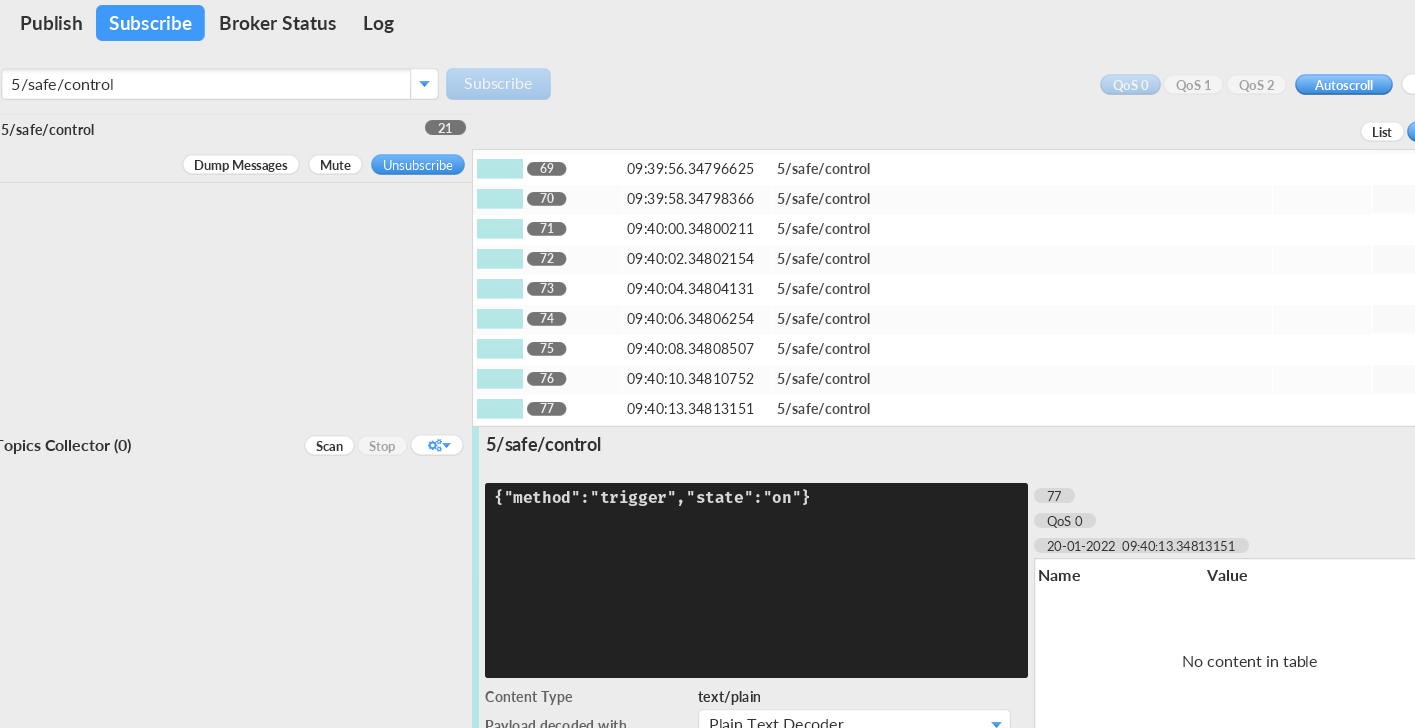 Publish Subscribe Broker Status Log
5/safe/control Subscribe QoS 0 QoS 1 QoS 2 Autoscroll
5/safe/control 21 List
Dump Messages Mute Unsubscribe
69 09:39:56.34796625 5/safe/control
70 09:39:58.34798366 5/safe/control
71 09:40:00.34800211 5/safe/control
72 09:40:02.34802154 5/safe/control
73 09:40:04.34804131 5/safe/control
74 09:40:06.34806254 5/safe/control
75 09:40:08.34808507 5/safe/control
76 09:40:10.34810752 5/safe/control
77 09:40:13.34813151 5/safe/control
Topics Collector (0) Scan Stop
5/safe/control
{"method":"trigger","state":"on"}
77
QoS 0
20-01-2022 09:40:13.34813151
Name Value
No content in table
Content Type text/plain
Payload decoded with Plain Text Decoder